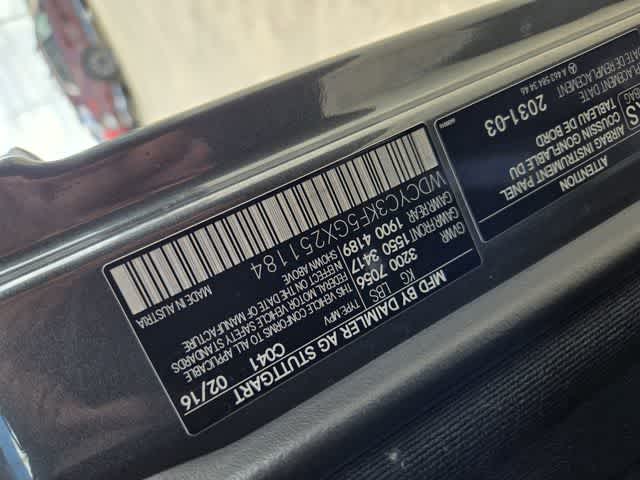 MFD BY DAIMLER AG STUTTGART
KG LBS
GVWR 3200 7056
GAWR FRONT 1550 3417
GAWR REAR 1900 4189
TYPE: MPV C041 02/16
THIS VEHICLE CONFORMS TO ALL APPLICABLE
FEDERAL MOTOR VEHICLE SAFETY STANDARDS
IN EFFECT ON THE DATE OF MANUFACTURE
SHOWN ABOVE
WDCYC3KF5GX251184
MADE IN AUSTRIA
ATTENTION
AIRBAG INSTRUMENT PANEL
COUSSIN GONFLABLE DU
TABLEAU DE BORD
2031-03
DATE DE REMPLACEMENT